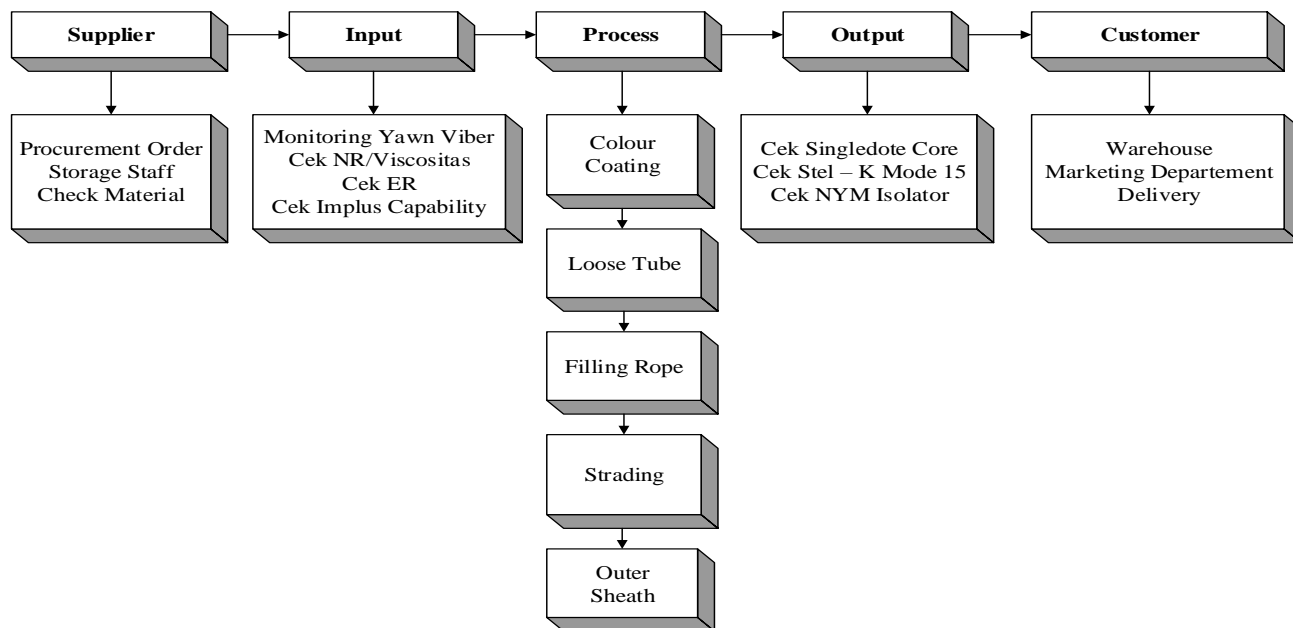 Supplier
Input
Process
Output
Customer
Procurement Order
Storage Staff
Check Material
Monitoring Yawn Viber
Cek NR/Viscositas
Cek ER
Cek Implus Capability
Colour
Coating
Loose Tube
Filling Rope
Strading
Outer
Sheath
Cek Singledote Core
Cek Stel – K Mode 15
Cek NYM Isolator
Warehouse
Marketing Departement
Delivery